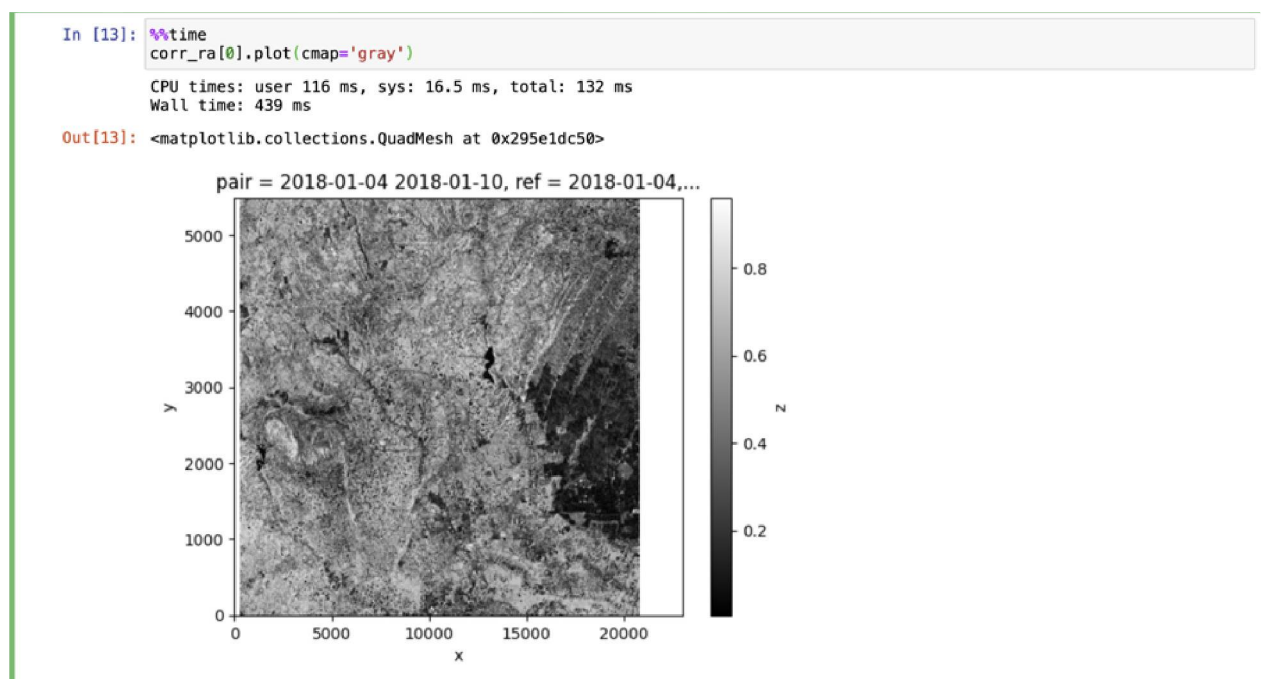 In [13]: %%time
corr_ra[0].plot(cmap='gray')
CPU times: user 116 ms, sys: 16.5 ms, total: 132 ms
Wall time: 439 ms
Out[13]: <matplotlib.collections.QuadMesh at 0x295e1dc50>
pair = 2018-01-04 2018-01-10, ref = 2018-01-04,...
5000
4000
3000
2000
1000
0
y
0 5000 10000 15000 20000
x
0.8
0.6
0.4
0.2
z